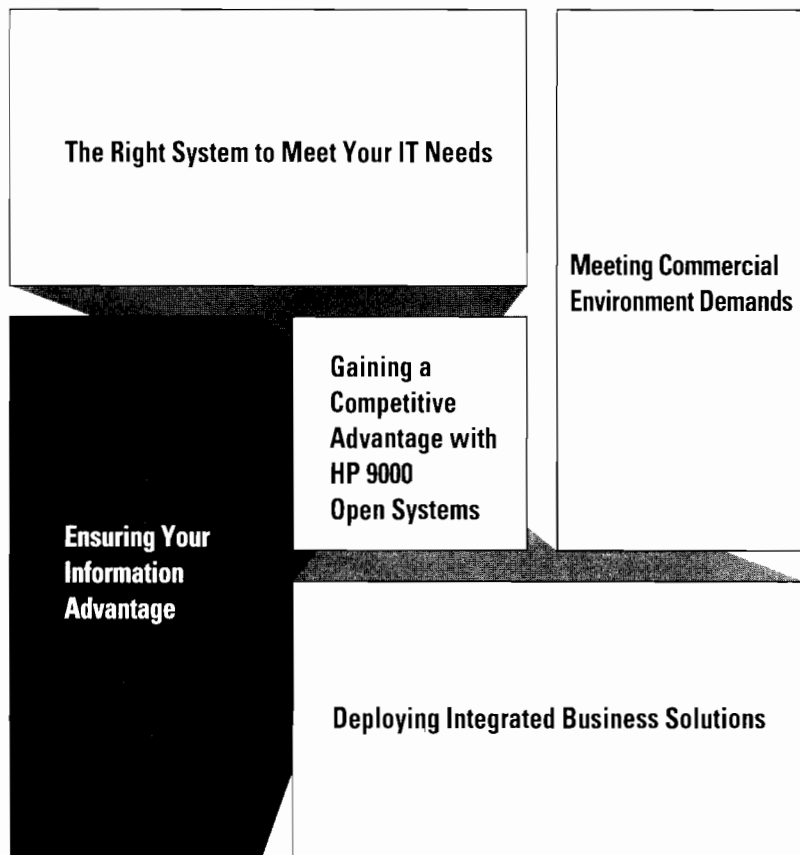 The Right System to Meet Your IT Needs
Meeting Commercial
Environment Demands
Gaining a
Competitive
Advantage with
HP 9000
Open Systems
Ensuring Your
Information
Advantage
Deploying Integrated Business Solutions